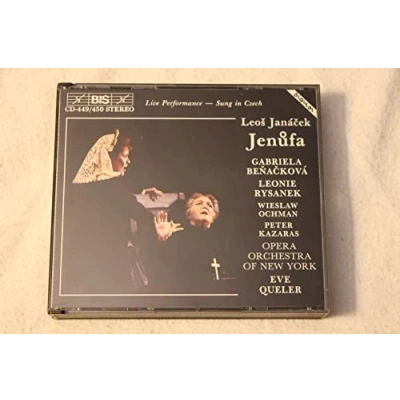 BIS
CD-449/450 STEREO
Live Performance — Sung in Czech
Leoš Janáček
Jenůfa
GABRIELA
BEŇAČKOVÁ
LEONIE
RYSANEK
WIESLAW
OCHMAN
PETER
KAZARAS
OPERA
ORCHESTRA
OF NEW YORK
EVE
QUELER